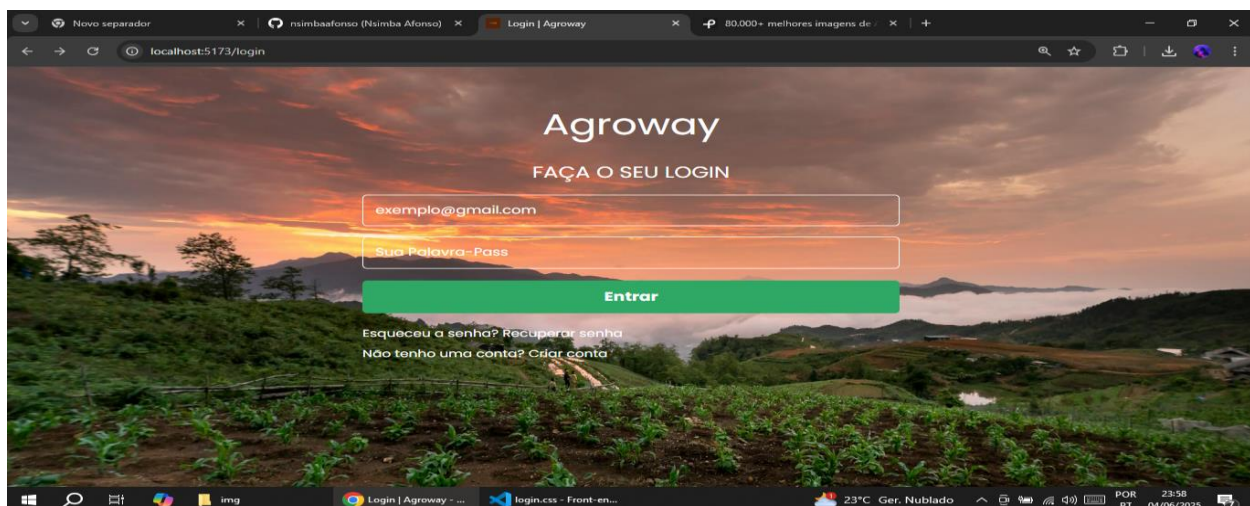 Novo separador
nsimbaafonso (Nsimba Afonso)
Login | Agroway
80.000+ melhores imagens de
localhost:5173/login
Agroway
FAÇA O SEU LOGIN
exemplo@gmail.com
Sua Palavra-Pass
Entrar
Esqueceu a senha? Recuperar senha
Não tenho uma conta? Criar conta
img
Login | Agroway - ...
login.css - Front-en...
23°C Ger. Nublado
POR
PT
23:58
04/06/2025